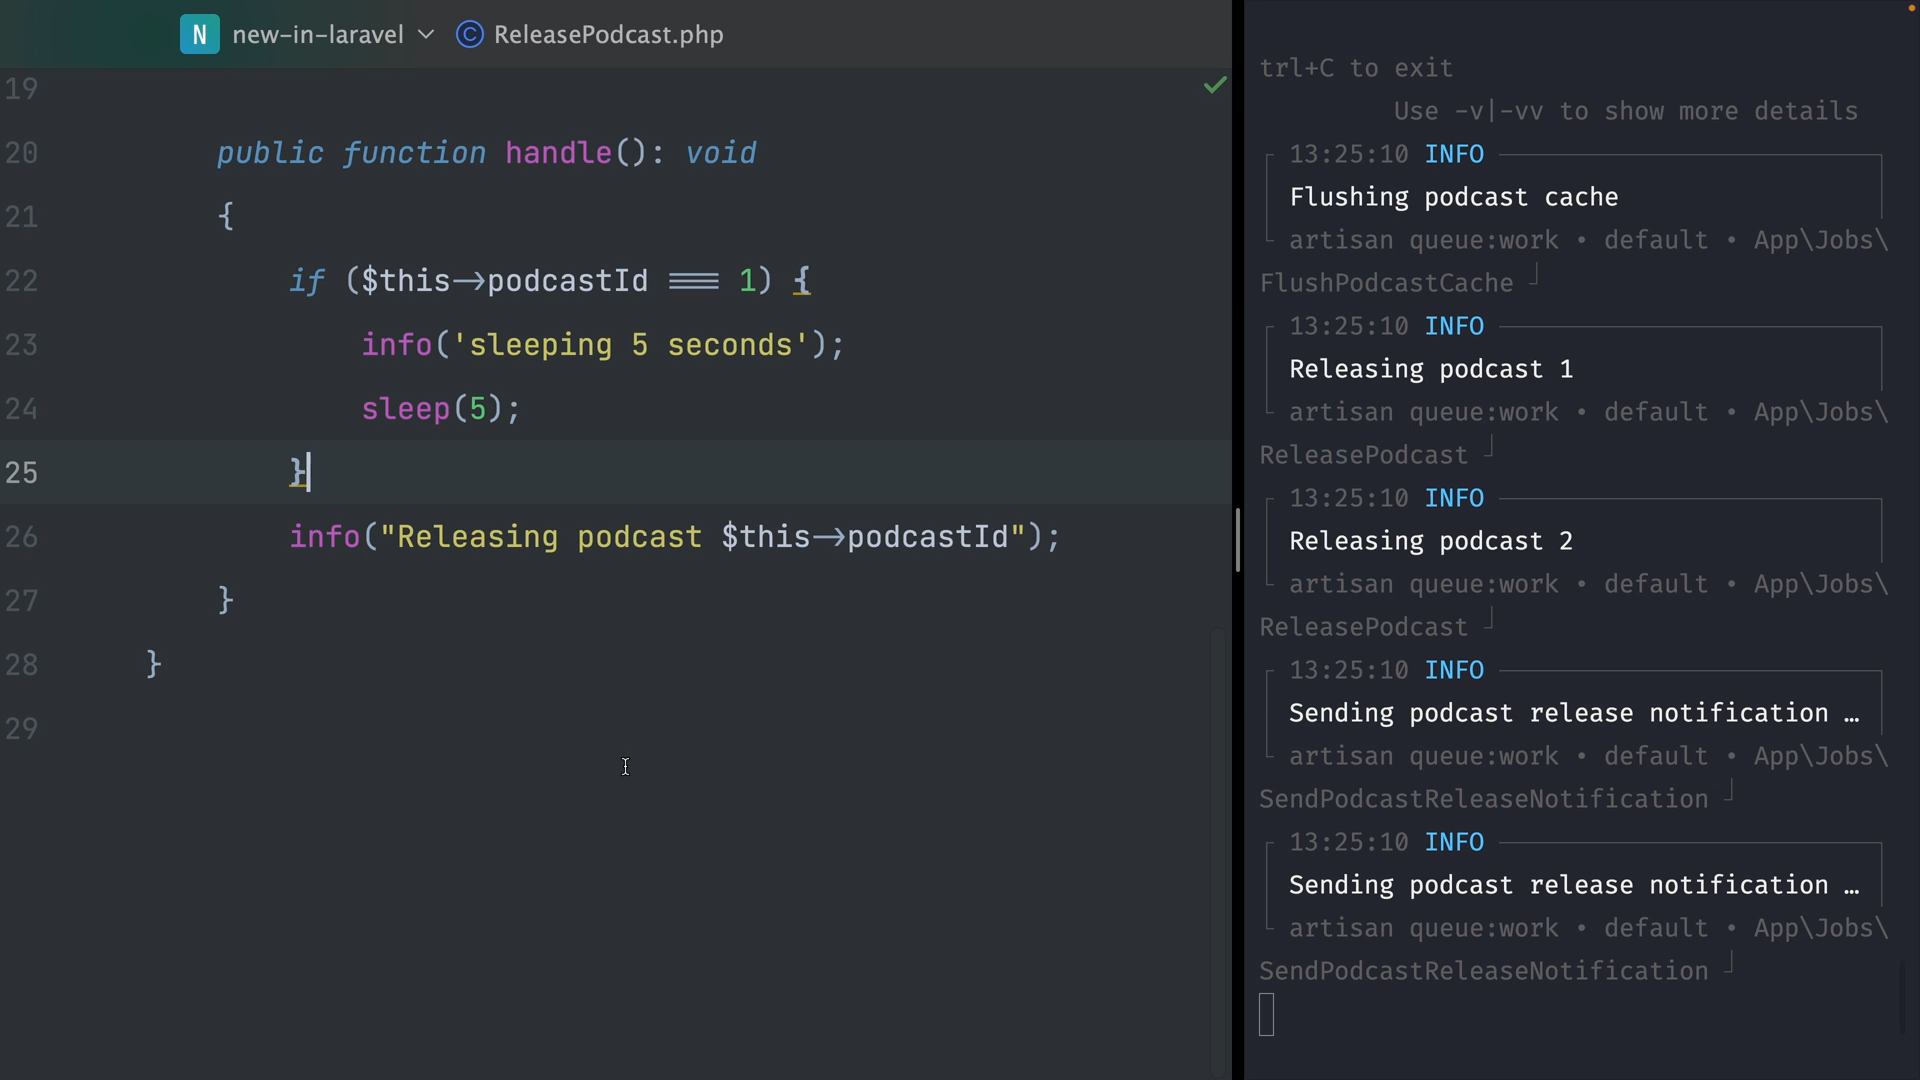 N new-in-laravel © ReleasePodcast.php
19
20 public function handle(): void
21 {
22 if ($this->podcastId === 1) {
23 info('sleeping 5 seconds');
24 sleep(5);
25 }
26 info("Releasing podcast $this->podcastId");
27 }
28 }
29
trl+C to exit
Use -v|-vv to show more details
13:25:10 INFO
Flushing podcast cache
artisan queue:work • default • App\Jobs\
FlushPodcastCache
13:25:10 INFO
Releasing podcast 1
artisan queue:work • default • App\Jobs\
ReleasePodcast
13:25:10 INFO
Releasing podcast 2
artisan queue:work • default • App\Jobs\
ReleasePodcast
13:25:10 INFO
Sending podcast release notification …
artisan queue:work • default • App\Jobs\
SendPodcastReleaseNotification
13:25:10 INFO
Sending podcast release notification …
artisan queue:work • default • App\Jobs\
SendPodcastReleaseNotification